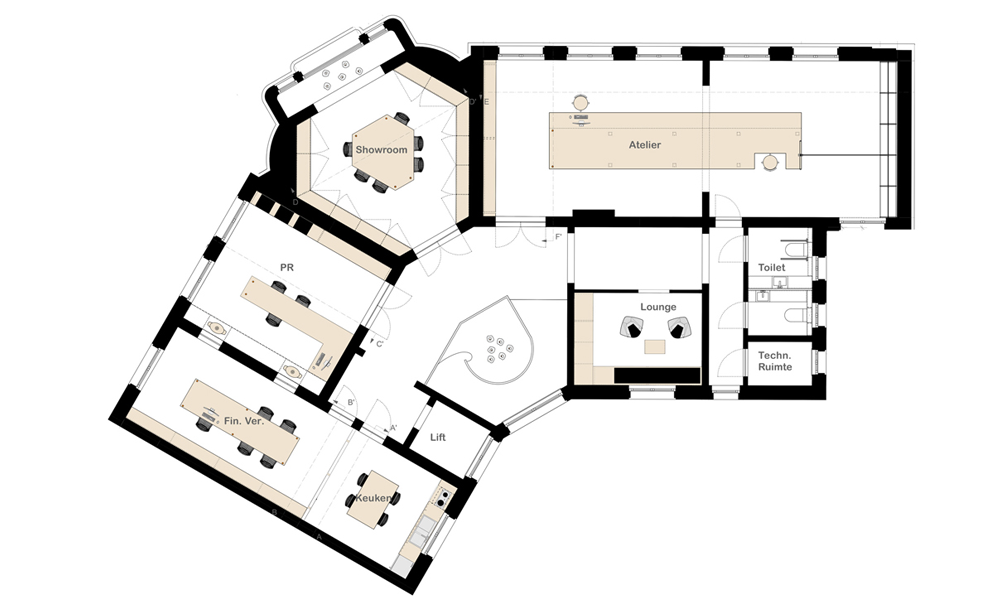 Showroom
D'
E
Atelier
D
F'
PR
Toilet
Lounge
C'
Techn.
Ruimte
B'
A'
Fin. Ver.
Lift
Keuken
B
A